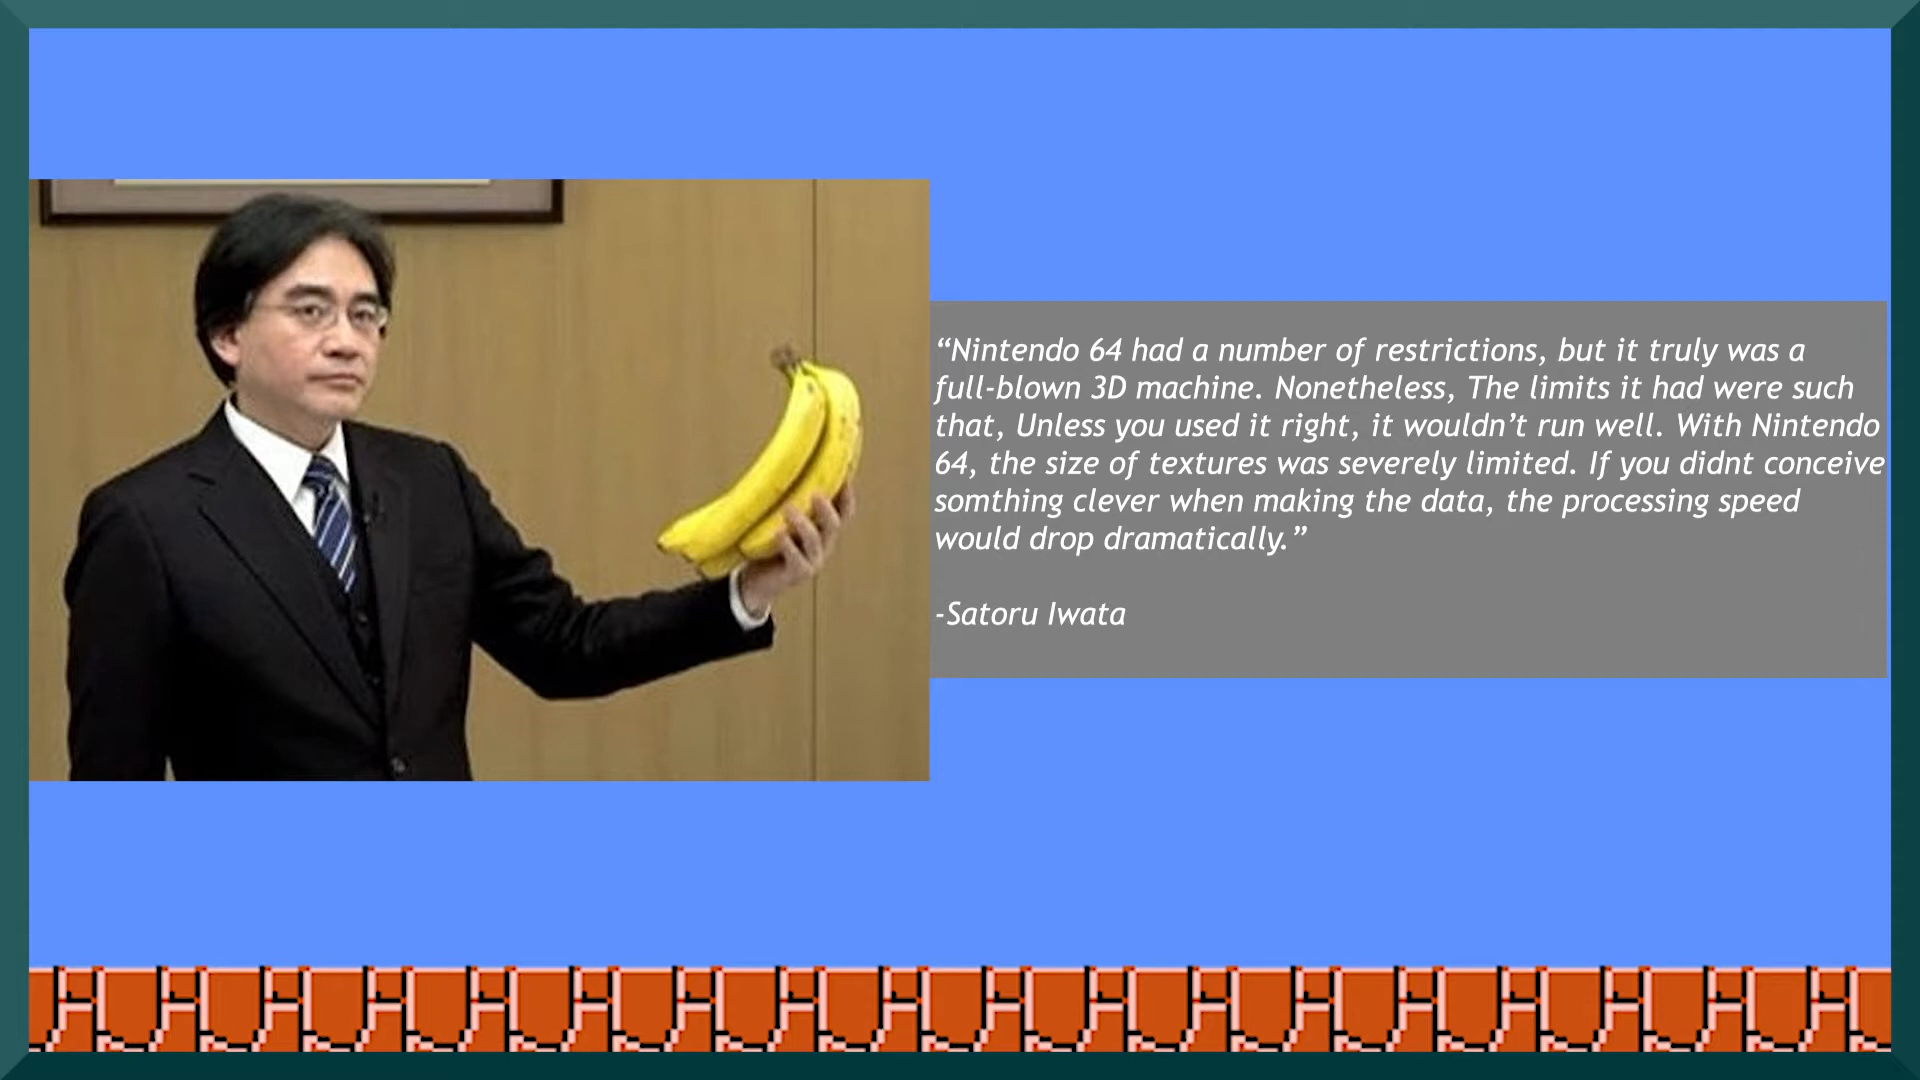 “Nintendo 64 had a number of restrictions, but it truly was a
full-blown 3D machine. Nonetheless, The limits it had were such
that, Unless you used it right, it wouldn’t run well. With Nintendo
64, the size of textures was severely limited. If you didnt conceive
somthing clever when making the data, the processing speed
would drop dramatically.”
-Satoru Iwata